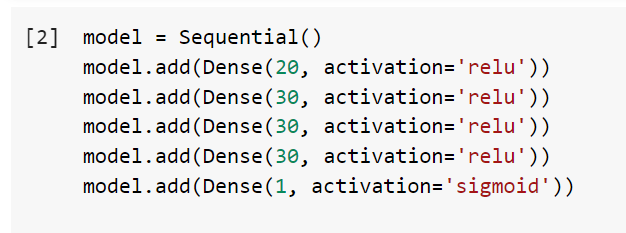 [2] model = Sequential()
model.add(Dense(20, activation='relu'))
model.add(Dense(30, activation='relu'))
model.add(Dense(30, activation='relu'))
model.add(Dense(30, activation='relu'))
model.add(Dense(1, activation='sigmoid'))